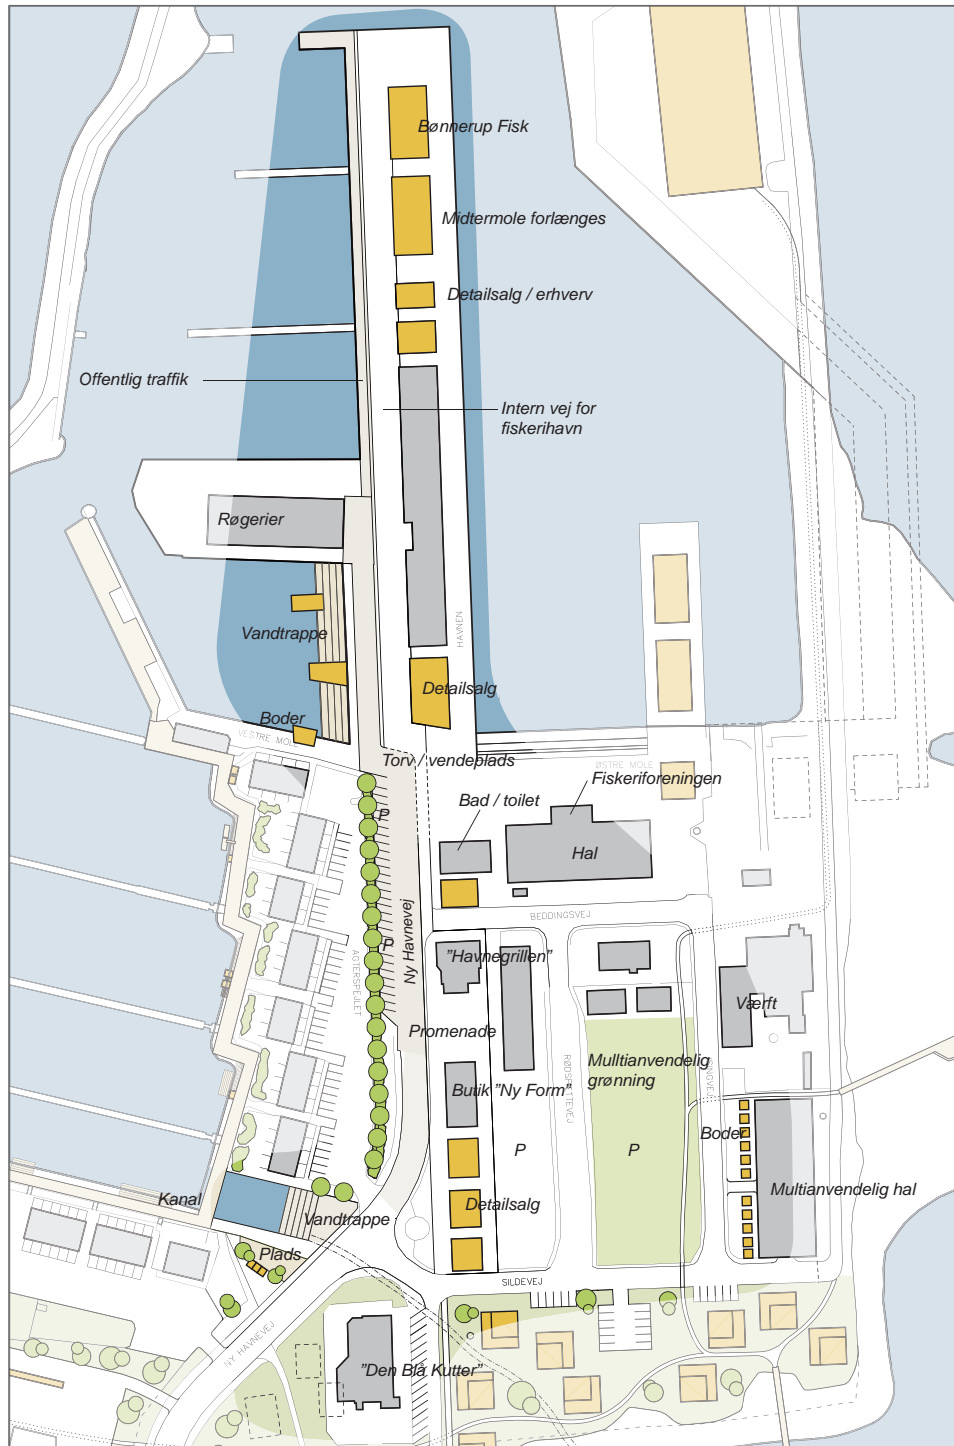 Bønnerup Fisk
Midtermole forlænges
Detailsalg / erhverv
Offentlig traffik
Intern vej for
fiskerihavn
Røgerier
HAVNEN
Vandtrappe
Detailsalg
Boder
VESTRE MOLE
Torv / vendeplads
ØSTRE MOLE
Fiskeriforeningen
Bad / toilet
P
Hal
Ny Havnevej
BEDDINGSVEJ
P
"Havnegrillen"
AGTERSPEJLET
Værft
Promenade
RØDSPÆTTEVEJ
Mulltianvendelig
grønning
Butik "Ny Form"
Boder
P
P
Kanal
Vandtrappe
Detailsalg
Multianvendelig hal
Plads
SILDEVEJ
NY HAVNEVEJ
"Den Blå Kutter"